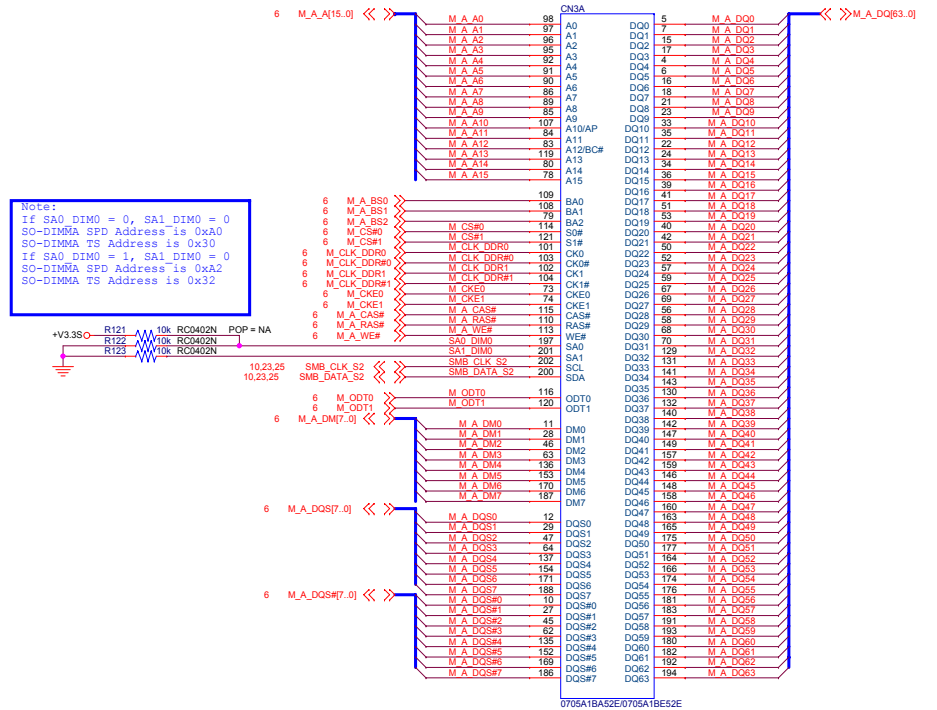 CN3A
6 M_A_A[15..0]
M_A_A0 98 A0
M_A_A1 97 A1
M_A_A2 96 A2
M_A_A3 95 A3
M_A_A4 92 A4
M_A_A5 91 A5
M_A_A6 90 A6
M_A_A7 86 A7
M_A_A8 89 A8
M_A_A9 85 A9
M_A_A10 107 A10/AP
M_A_A11 84 A11
M_A_A12 83 A12/BC#
M_A_A13 119 A13
M_A_A14 80 A14
M_A_A15 78 A15
6 M_A_BS0 109 BA0
6 M_A_BS1 108 BA1
6 M_A_BS2 79 BA2
6 M_CS#0 M_CS#0 114 S0#
6 M_CS#1 M_CS#1 121 S1#
6 M_CLK_DDR0 M_CLK_DDR0 101 CK0
6 M_CLK_DDR#0 M_CLK_DDR#0 103 CK0#
6 M_CLK_DDR1 M_CLK_DDR1 102 CK1
6 M_CLK_DDR#1 M_CLK_DDR#1 104 CK1#
6 M_CKE0 M_CKE0 73 CKE0
6 M_CKE1 M_CKE1 74 CKE1
6 M_A_CAS# M_A_CAS# 115 CAS#
6 M_A_RAS# M_A_RAS# 110 RAS#
6 M_A_WE# M_A_WE# 113 WE#
SA0_DIM0 197 SA0
SA1_DIM0 201 SA1
10,23,25 SMB_CLK_S2 SMB_CLK_S2 202 SCL
10,23,25 SMB_DATA_S2 SMB_DATA_S2 200 SDA
6 M_ODT0 M_ODT0 116 ODT0
6 M_ODT1 M_ODT1 120 ODT1
6 M_A_DM[7..0]
M_A_DM0 11 DM0
M_A_DM1 28 DM1
M_A_DM2 46 DM2
M_A_DM3 63 DM3
M_A_DM4 136 DM4
M_A_DM5 153 DM5
M_A_DM6 170 DM6
M_A_DM7 187 DM7
6 M_A_DQS[7..0]
M_A_DQS0 12 DQS0
M_A_DQS1 29 DQS1
M_A_DQS2 47 DQS2
M_A_DQS3 64 DQS3
M_A_DQS4 137 DQS4
M_A_DQS5 154 DQS5
M_A_DQS6 171 DQS6
M_A_DQS7 188 DQS7
6 M_A_DQS#[7..0]
M_A_DQS#0 10 DQS#0
M_A_DQS#1 27 DQS#1
M_A_DQS#2 45 DQS#2
M_A_DQS#3 62 DQS#3
M_A_DQS#4 135 DQS#4
M_A_DQS#5 152 DQS#5
M_A_DQS#6 169 DQS#6
M_A_DQS#7 186 DQS#7
Note:
If SA0_DIM0 = 0, SA1_DIM0 = 0
SO-DIMMA SPD Address is 0xA0
SO-DIMMA TS Address is 0x30
If SA0_DIM0 = 1, SA1_DIM0 = 0
SO-DIMMA SPD Address is 0xA2
SO-DIMMA TS Address is 0x32
+V3.3S R121 10k RC0402N POP = NA
R122 10k RC0402N
R123 10k RC0402N
M_A_DQ[63..0]
DQ0 5 M_A_DQ0
DQ1 7 M_A_DQ1
DQ2 15 M_A_DQ2
DQ3 17 M_A_DQ3
DQ4 4 M_A_DQ4
DQ5 6 M_A_DQ5
DQ6 16 M_A_DQ6
DQ7 18 M_A_DQ7
DQ8 21 M_A_DQ8
DQ9 23 M_A_DQ9
DQ10 33 M_A_DQ10
DQ11 35 M_A_DQ11
DQ12 22 M_A_DQ12
DQ13 24 M_A_DQ13
DQ14 34 M_A_DQ14
DQ15 36 M_A_DQ15
DQ16 39 M_A_DQ16
DQ17 41 M_A_DQ17
DQ18 51 M_A_DQ18
DQ19 53 M_A_DQ19
DQ20 40 M_A_DQ20
DQ21 42 M_A_DQ21
DQ22 50 M_A_DQ22
DQ23 52 M_A_DQ23
DQ24 57 M_A_DQ24
DQ25 59 M_A_DQ25
DQ26 67 M_A_DQ26
DQ27 69 M_A_DQ27
DQ28 56 M_A_DQ28
DQ29 58 M_A_DQ29
DQ30 68 M_A_DQ30
DQ31 70 M_A_DQ31
DQ32 129 M_A_DQ32
DQ33 131 M_A_DQ33
DQ34 141 M_A_DQ34
DQ35 143 M_A_DQ35
DQ36 130 M_A_DQ36
DQ37 132 M_A_DQ37
DQ38 140 M_A_DQ38
DQ39 142 M_A_DQ39
DQ40 147 M_A_DQ40
DQ41 149 M_A_DQ41
DQ42 157 M_A_DQ42
DQ43 159 M_A_DQ43
DQ44 146 M_A_DQ44
DQ45 148 M_A_DQ45
DQ46 158 M_A_DQ46
DQ47 160 M_A_DQ47
DQ48 163 M_A_DQ48
DQ49 165 M_A_DQ49
DQ50 175 M_A_DQ50
DQ51 177 M_A_DQ51
DQ52 164 M_A_DQ52
DQ53 166 M_A_DQ53
DQ54 174 M_A_DQ54
DQ55 176 M_A_DQ55
DQ56 181 M_A_DQ56
DQ57 183 M_A_DQ57
DQ58 191 M_A_DQ58
DQ59 193 M_A_DQ59
DQ60 180 M_A_DQ60
DQ61 182 M_A_DQ61
DQ62 192 M_A_DQ62
DQ63 194 M_A_DQ63
0705A1BA52E/0705A1BE52E